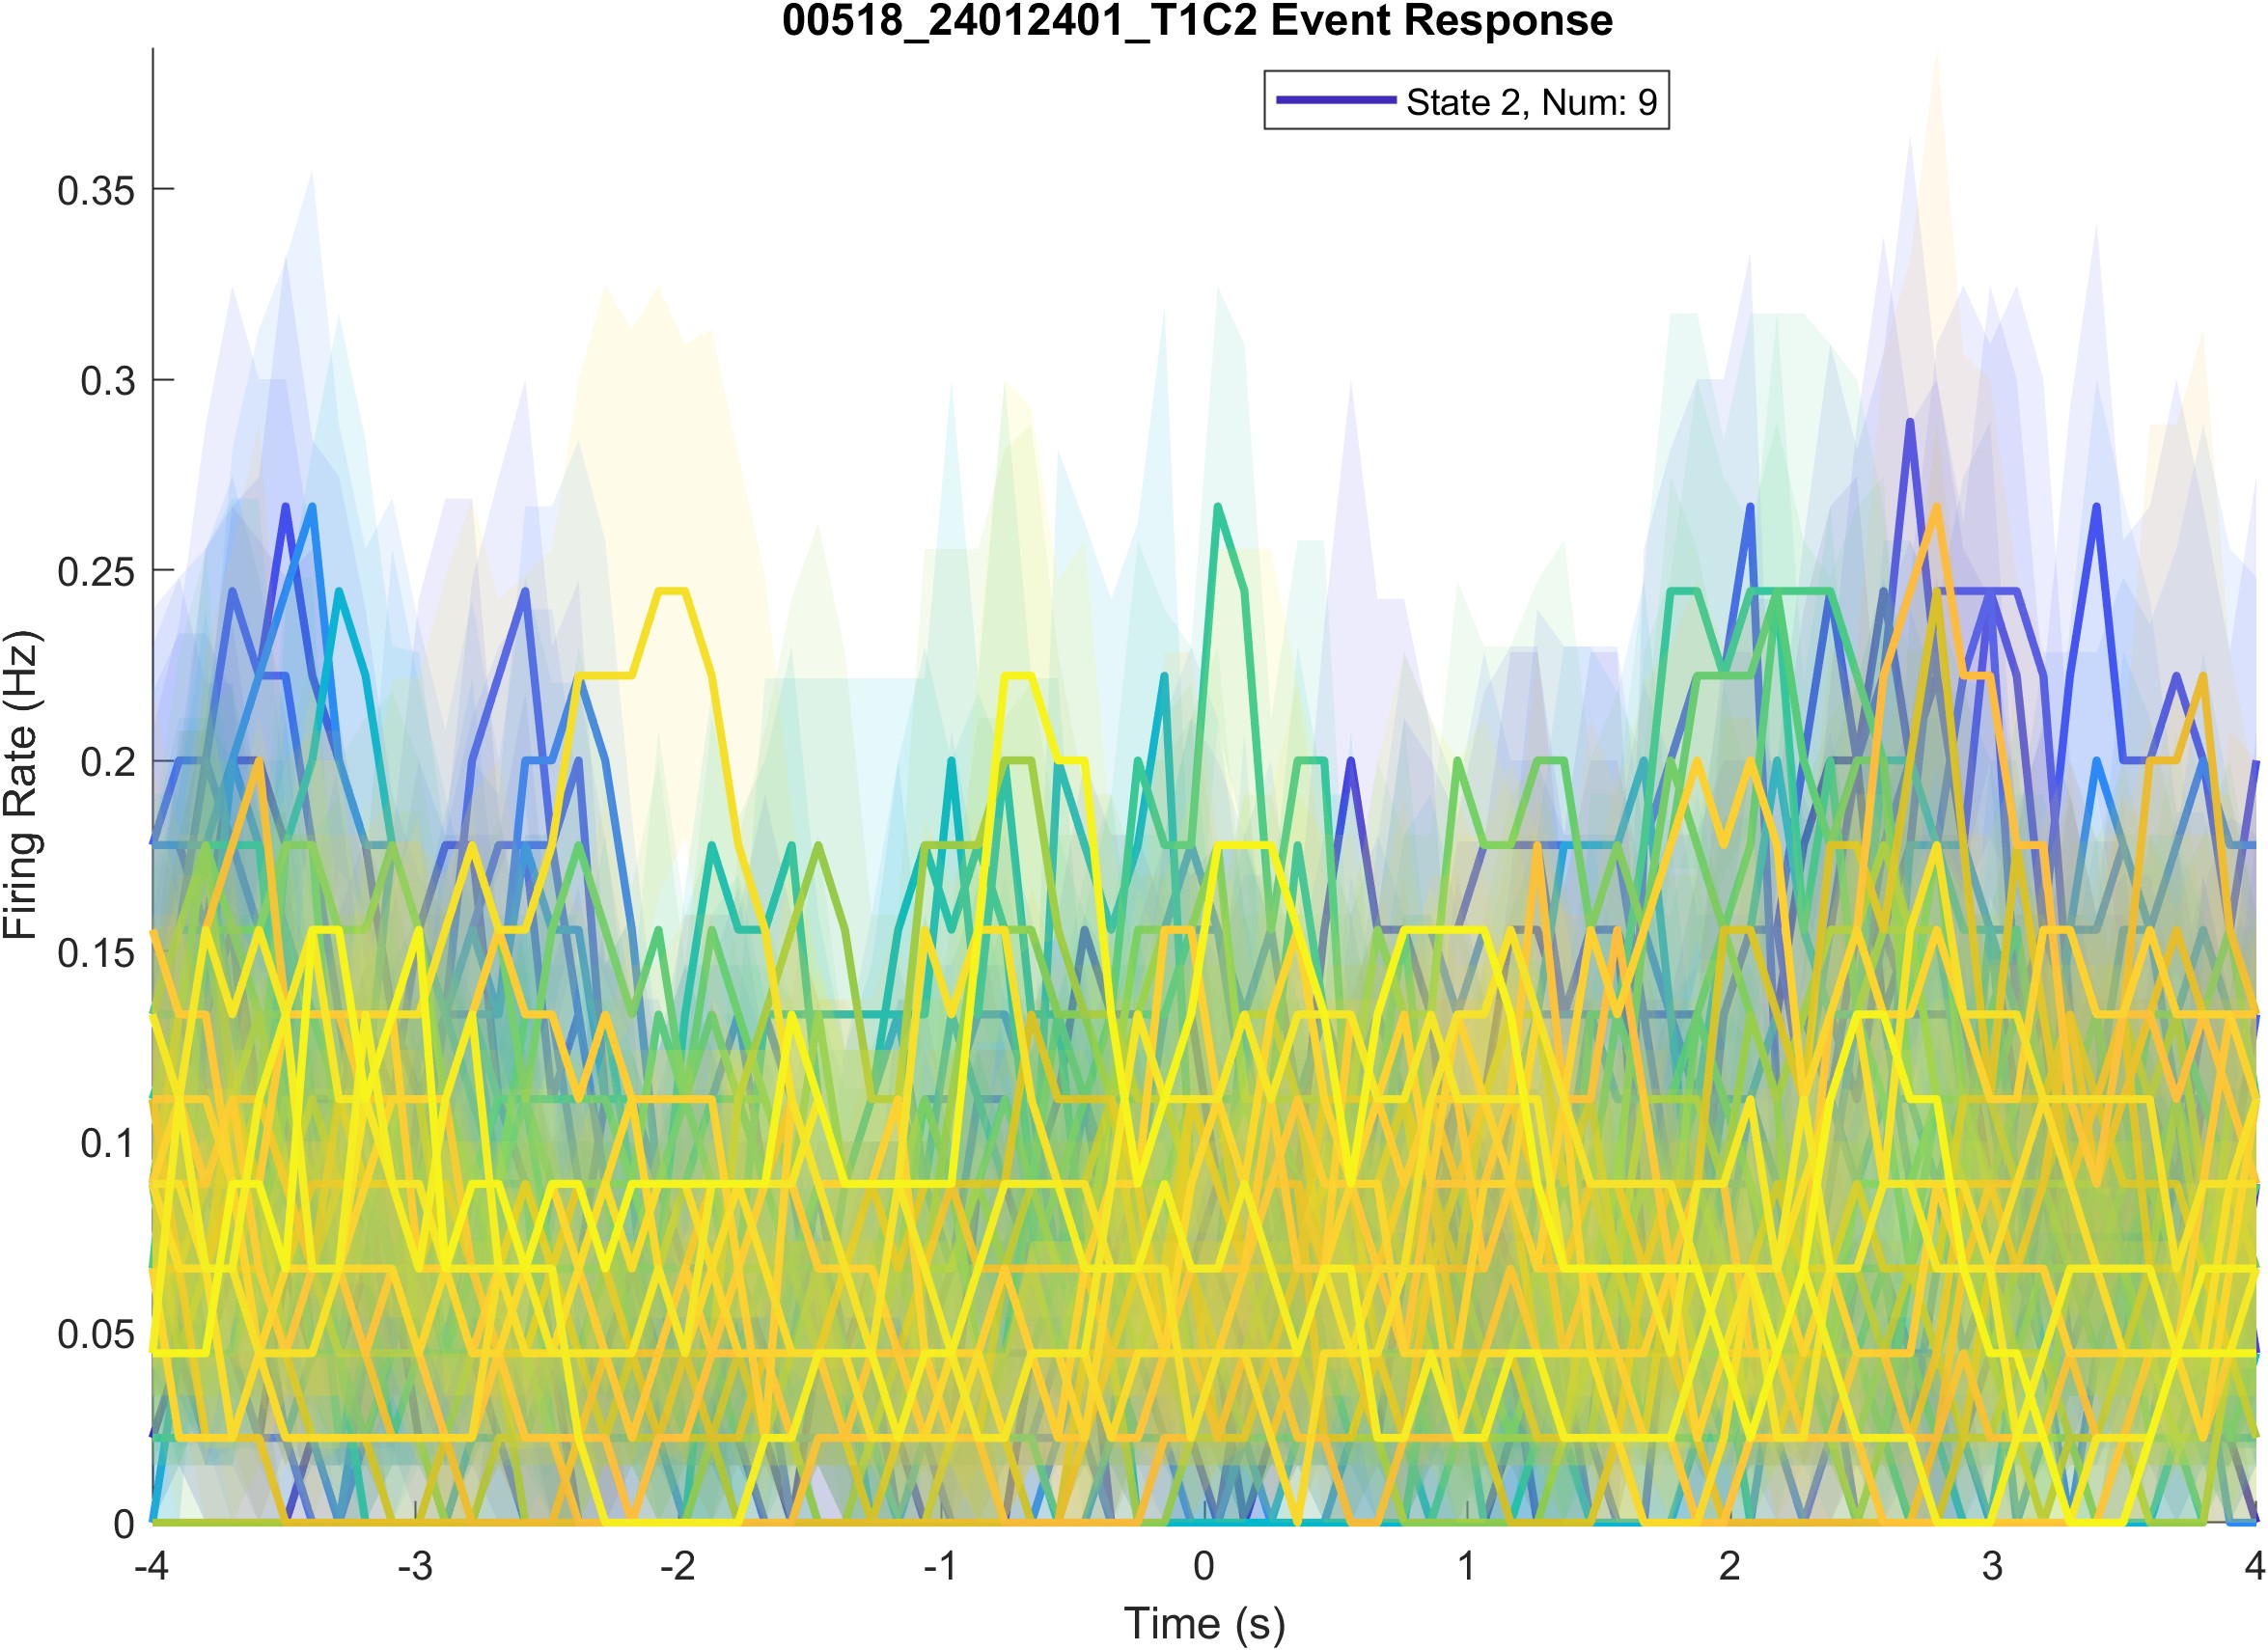 00518_24012401_T1C2 Event Response
State 2, Num: 9
Firing Rate (Hz)
0.35
0.3
0.25
0.2
0.15
0.1
0.05
0
-4 -3 -2 -1 0 1 2 3 4
Time (s)